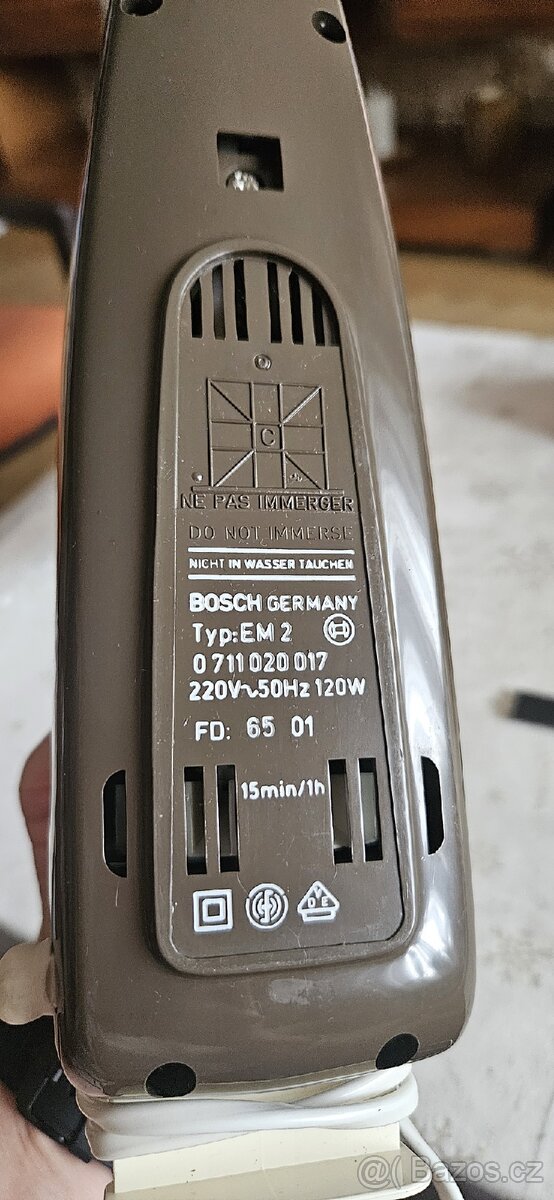 C
NE PAS IMMERGER
DO NOT IMMERSE
NICHT IN WASSER TAUCHEN
BOSCH GERMANY
Typ:EM 2
0 711 020 017
220V~50Hz 120W
FD: 65 01
15min/1h
VDE
@( Bazos.cz